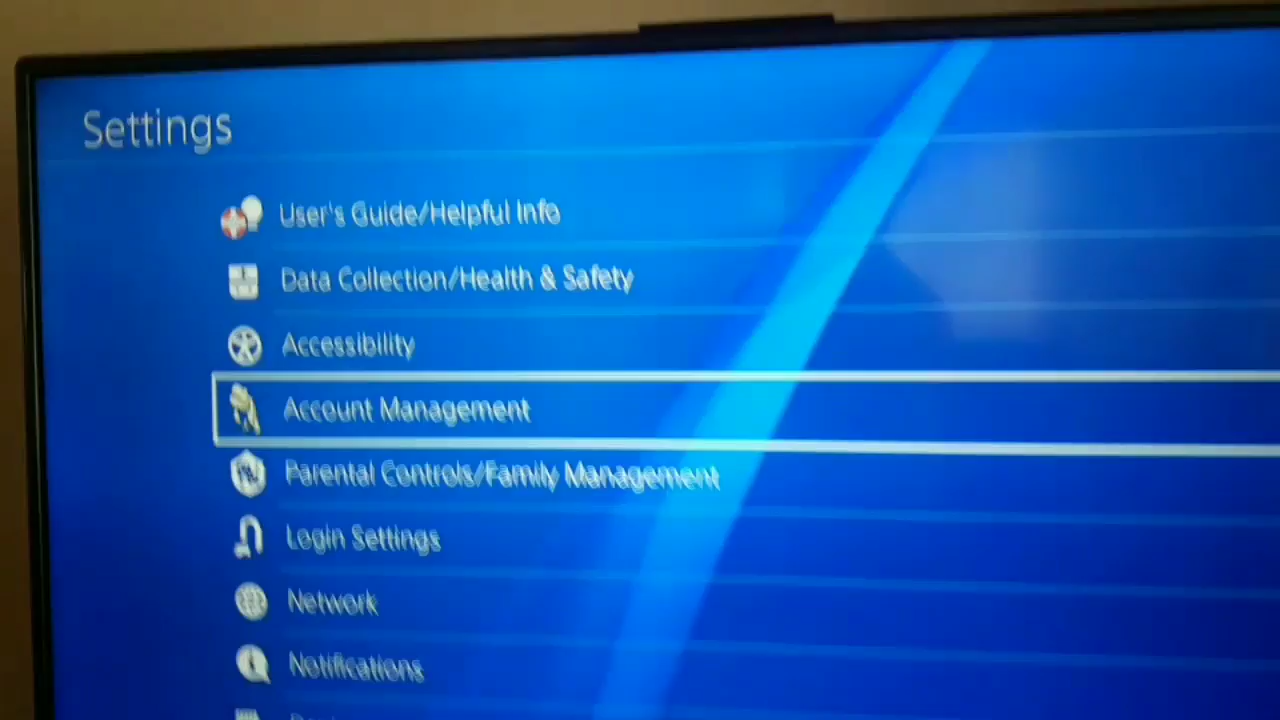 Settings
User's Guide/Helpful Info
Data Collection/Health & Safety
Accessibility
Account Management
Parental Controls/Family Management
Login Settings
Network
Notifications